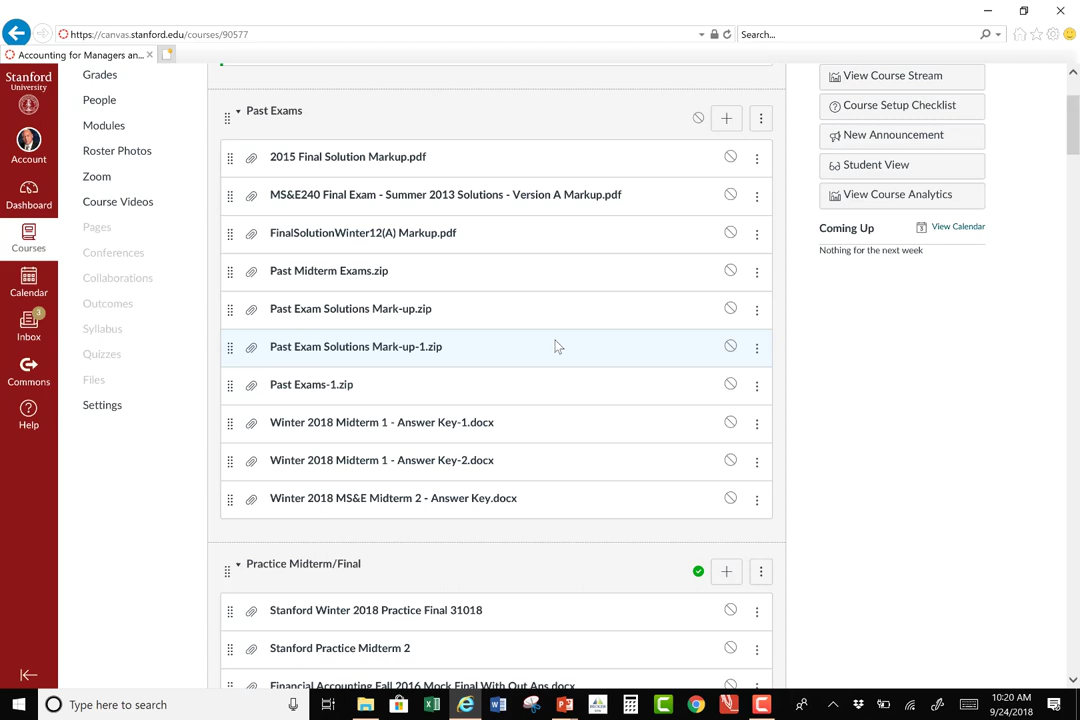 https://canvas.stanford.edu/courses/90577
Search...
Accounting for Managers an...
Stanford
University
Account
Dashboard
Courses
Calendar
3
Inbox
Commons
Help
Grades
People
Modules
Roster Photos
Zoom
Course Videos
Pages
Conferences
Collaborations
Outcomes
Syllabus
Quizzes
Files
Settings
Past Exams
2015 Final Solution Markup.pdf
MS&E240 Final Exam - Summer 2013 Solutions - Version A Markup.pdf
FinalSolutionWinter12(A) Markup.pdf
Past Midterm Exams.zip
Past Exam Solutions Mark-up.zip
Past Exam Solutions Mark-up-1.zip
Past Exams-1.zip
Winter 2018 Midterm 1 - Answer Key-1.docx
Winter 2018 Midterm 1 - Answer Key-2.docx
Winter 2018 MS&E Midterm 2 - Answer Key.docx
Practice Midterm/Final
Stanford Winter 2018 Practice Final 31018
Stanford Practice Midterm 2
Financial Accounting Fall 2016 Mock Final With Out Ans.docx
View Course Stream
Course Setup Checklist
New Announcement
Student View
View Course Analytics
Coming Up
View Calendar
Nothing for the next week
Type here to search
10:20 AM
9/24/2018